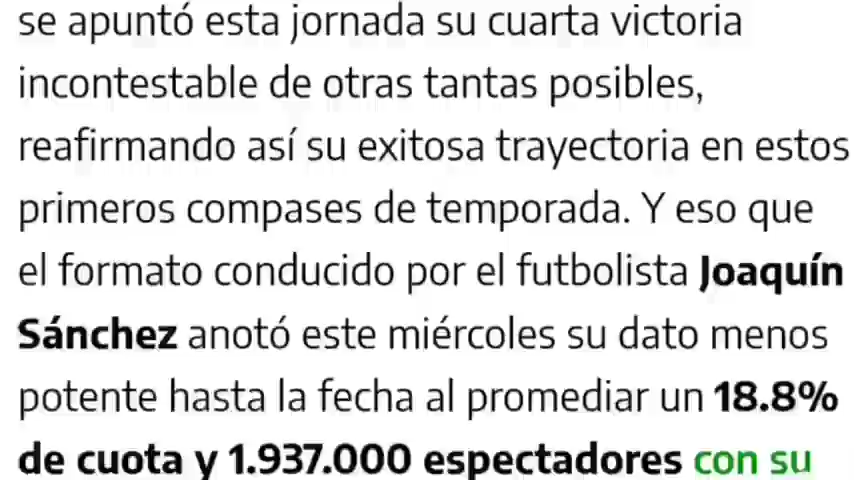 se apuntó esta jornada su cuarta victoria
incontestable de otras tantas posibles,
reafirmando así su exitosa trayectoria en estos
primeros compases de temporada. Y eso que
el formato conducido por el futbolista Joaquín
Sánchez anotó este miércoles su dato menos
potente hasta la fecha al promediar un 18.8%
de cuota y 1.937.000 espectadores con su